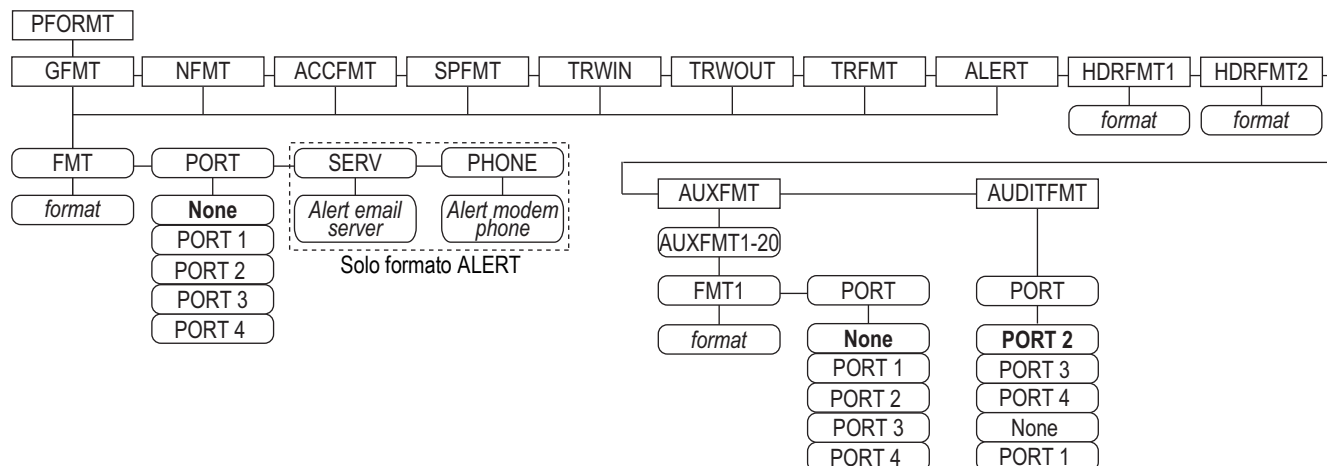 PFORMT
GFMT NFMT ACCFMT SPFMT TRWIN TRWOUT TRFMT ALERT HDRFMT1 HDRFMT2
format format
FMT PORT SERV PHONE
format
None
PORT 1
PORT 2
PORT 3
PORT 4
Alert email
server
Alert modem
phone
Solo formato ALERT
AUXFMT AUDITFMT
AUXFMT1-20
FMT1 PORT PORT
format
None
PORT 1
PORT 2
PORT 3
PORT 4
PORT 2
PORT 3
PORT 4
None
PORT 1